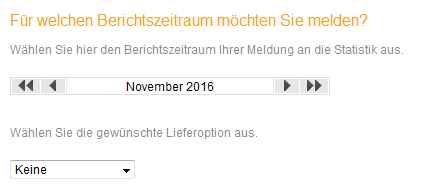 Für welchen Berichtszeitraum möchten Sie melden?
Wählen Sie hier den Berichtszeitraum Ihrer Meldung an die Statistik aus.
November 2016
Wählen Sie die gewünschte Lieferoption aus.
Keine